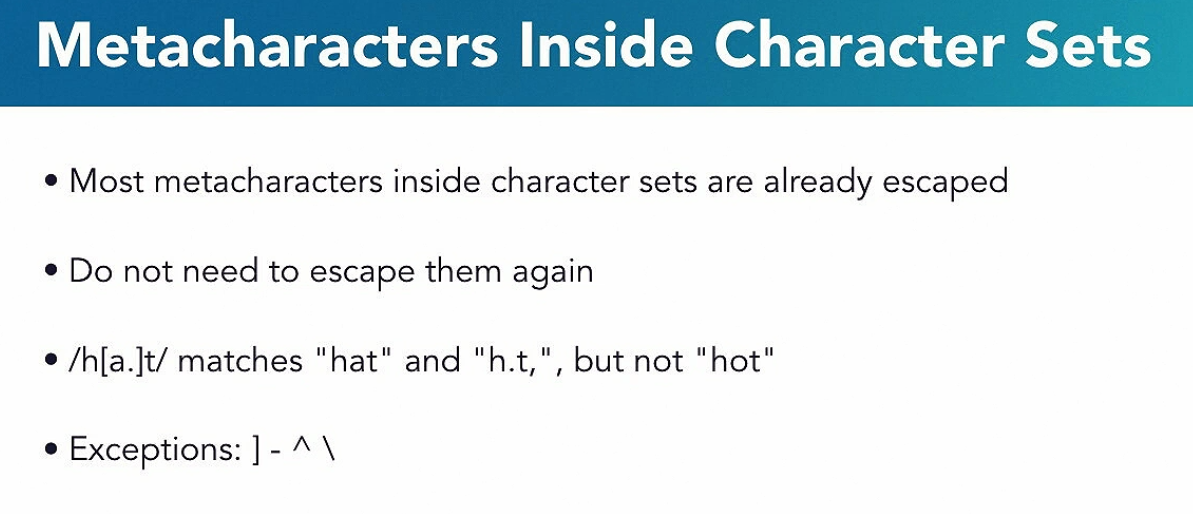 Metacharacters Inside Character Sets
• Most metacharacters inside character sets are already escaped
• Do not need to escape them again
• /h[a.]t/ matches "hat" and "h.t,", but not "hot"
• Exceptions: ] - ^ \